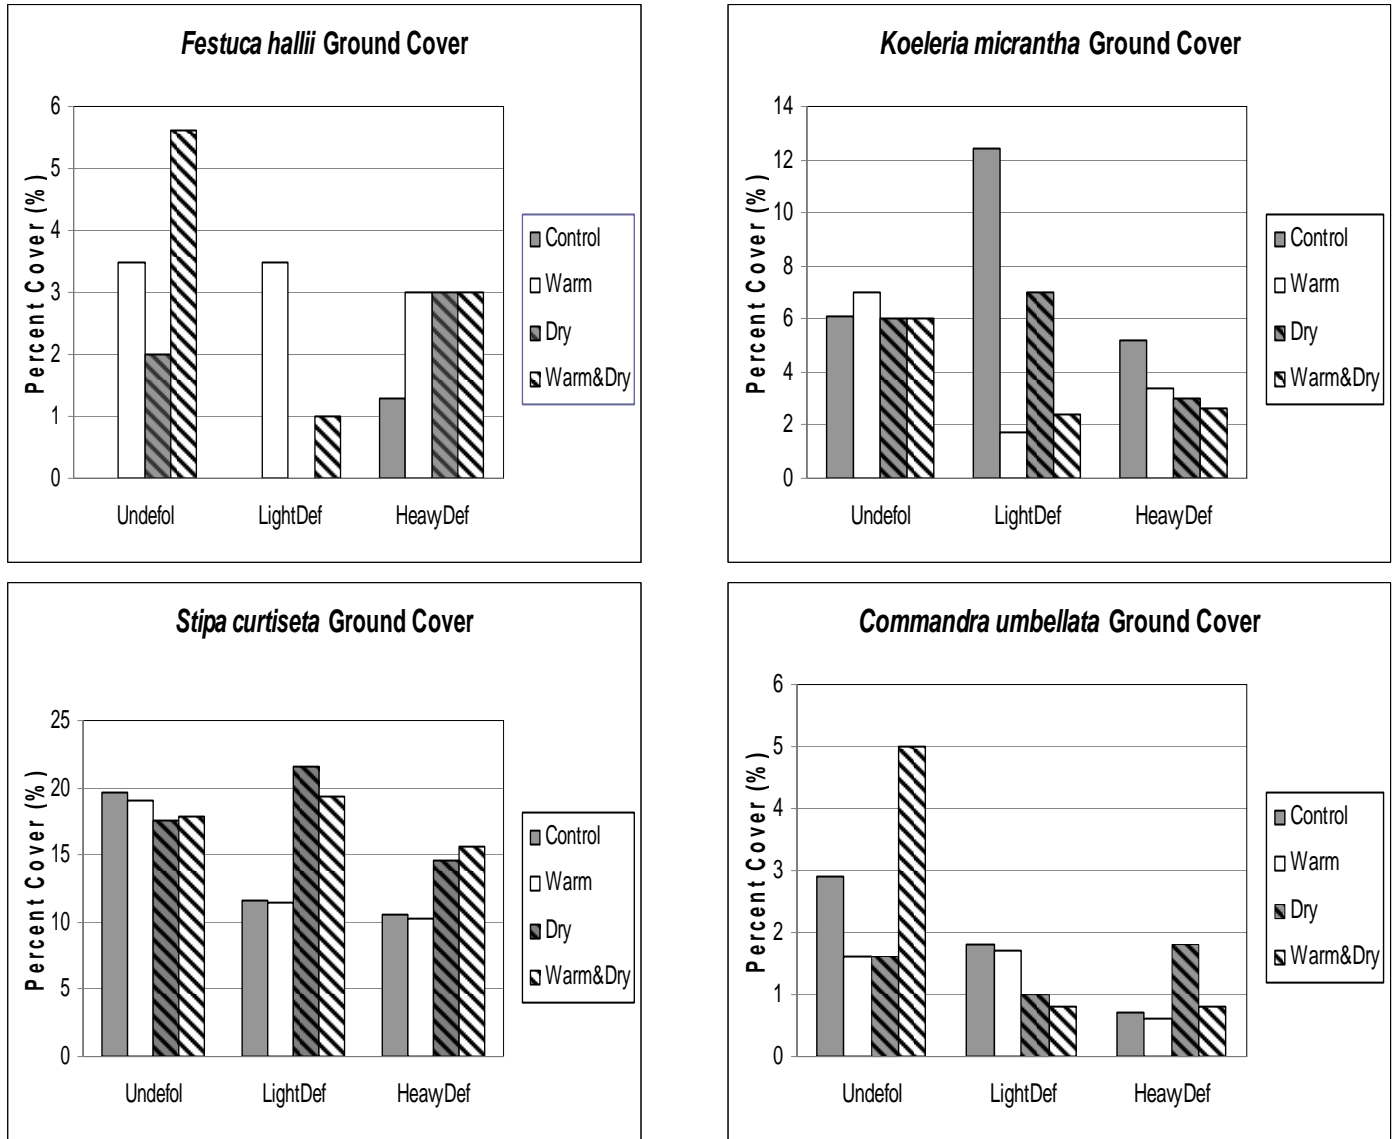 Festuca hallii Ground Cover
Percent Cover (%)
6
5
4
3
2
1
0
Undefol LightDef HeavyDef
Control
Warm
Dry
Warm&Dry
Koeleria micrantha Ground Cover
Percent Cover (%)
14
12
10
8
6
4
2
0
Undefol LightDef HeavyDef
Control
Warm
Dry
Warm&Dry
Stipa curtiseta Ground Cover
Percent Cover (%)
25
20
15
10
5
0
Undefol LightDef HeavyDef
Control
Warm
Dry
Warm&Dry
Commandra umbellata Ground Cover
Percent Cover (%)
6
5
4
3
2
1
0
Undefol LightDef HeavyDef
Control
Warm
Dry
Warm&Dry